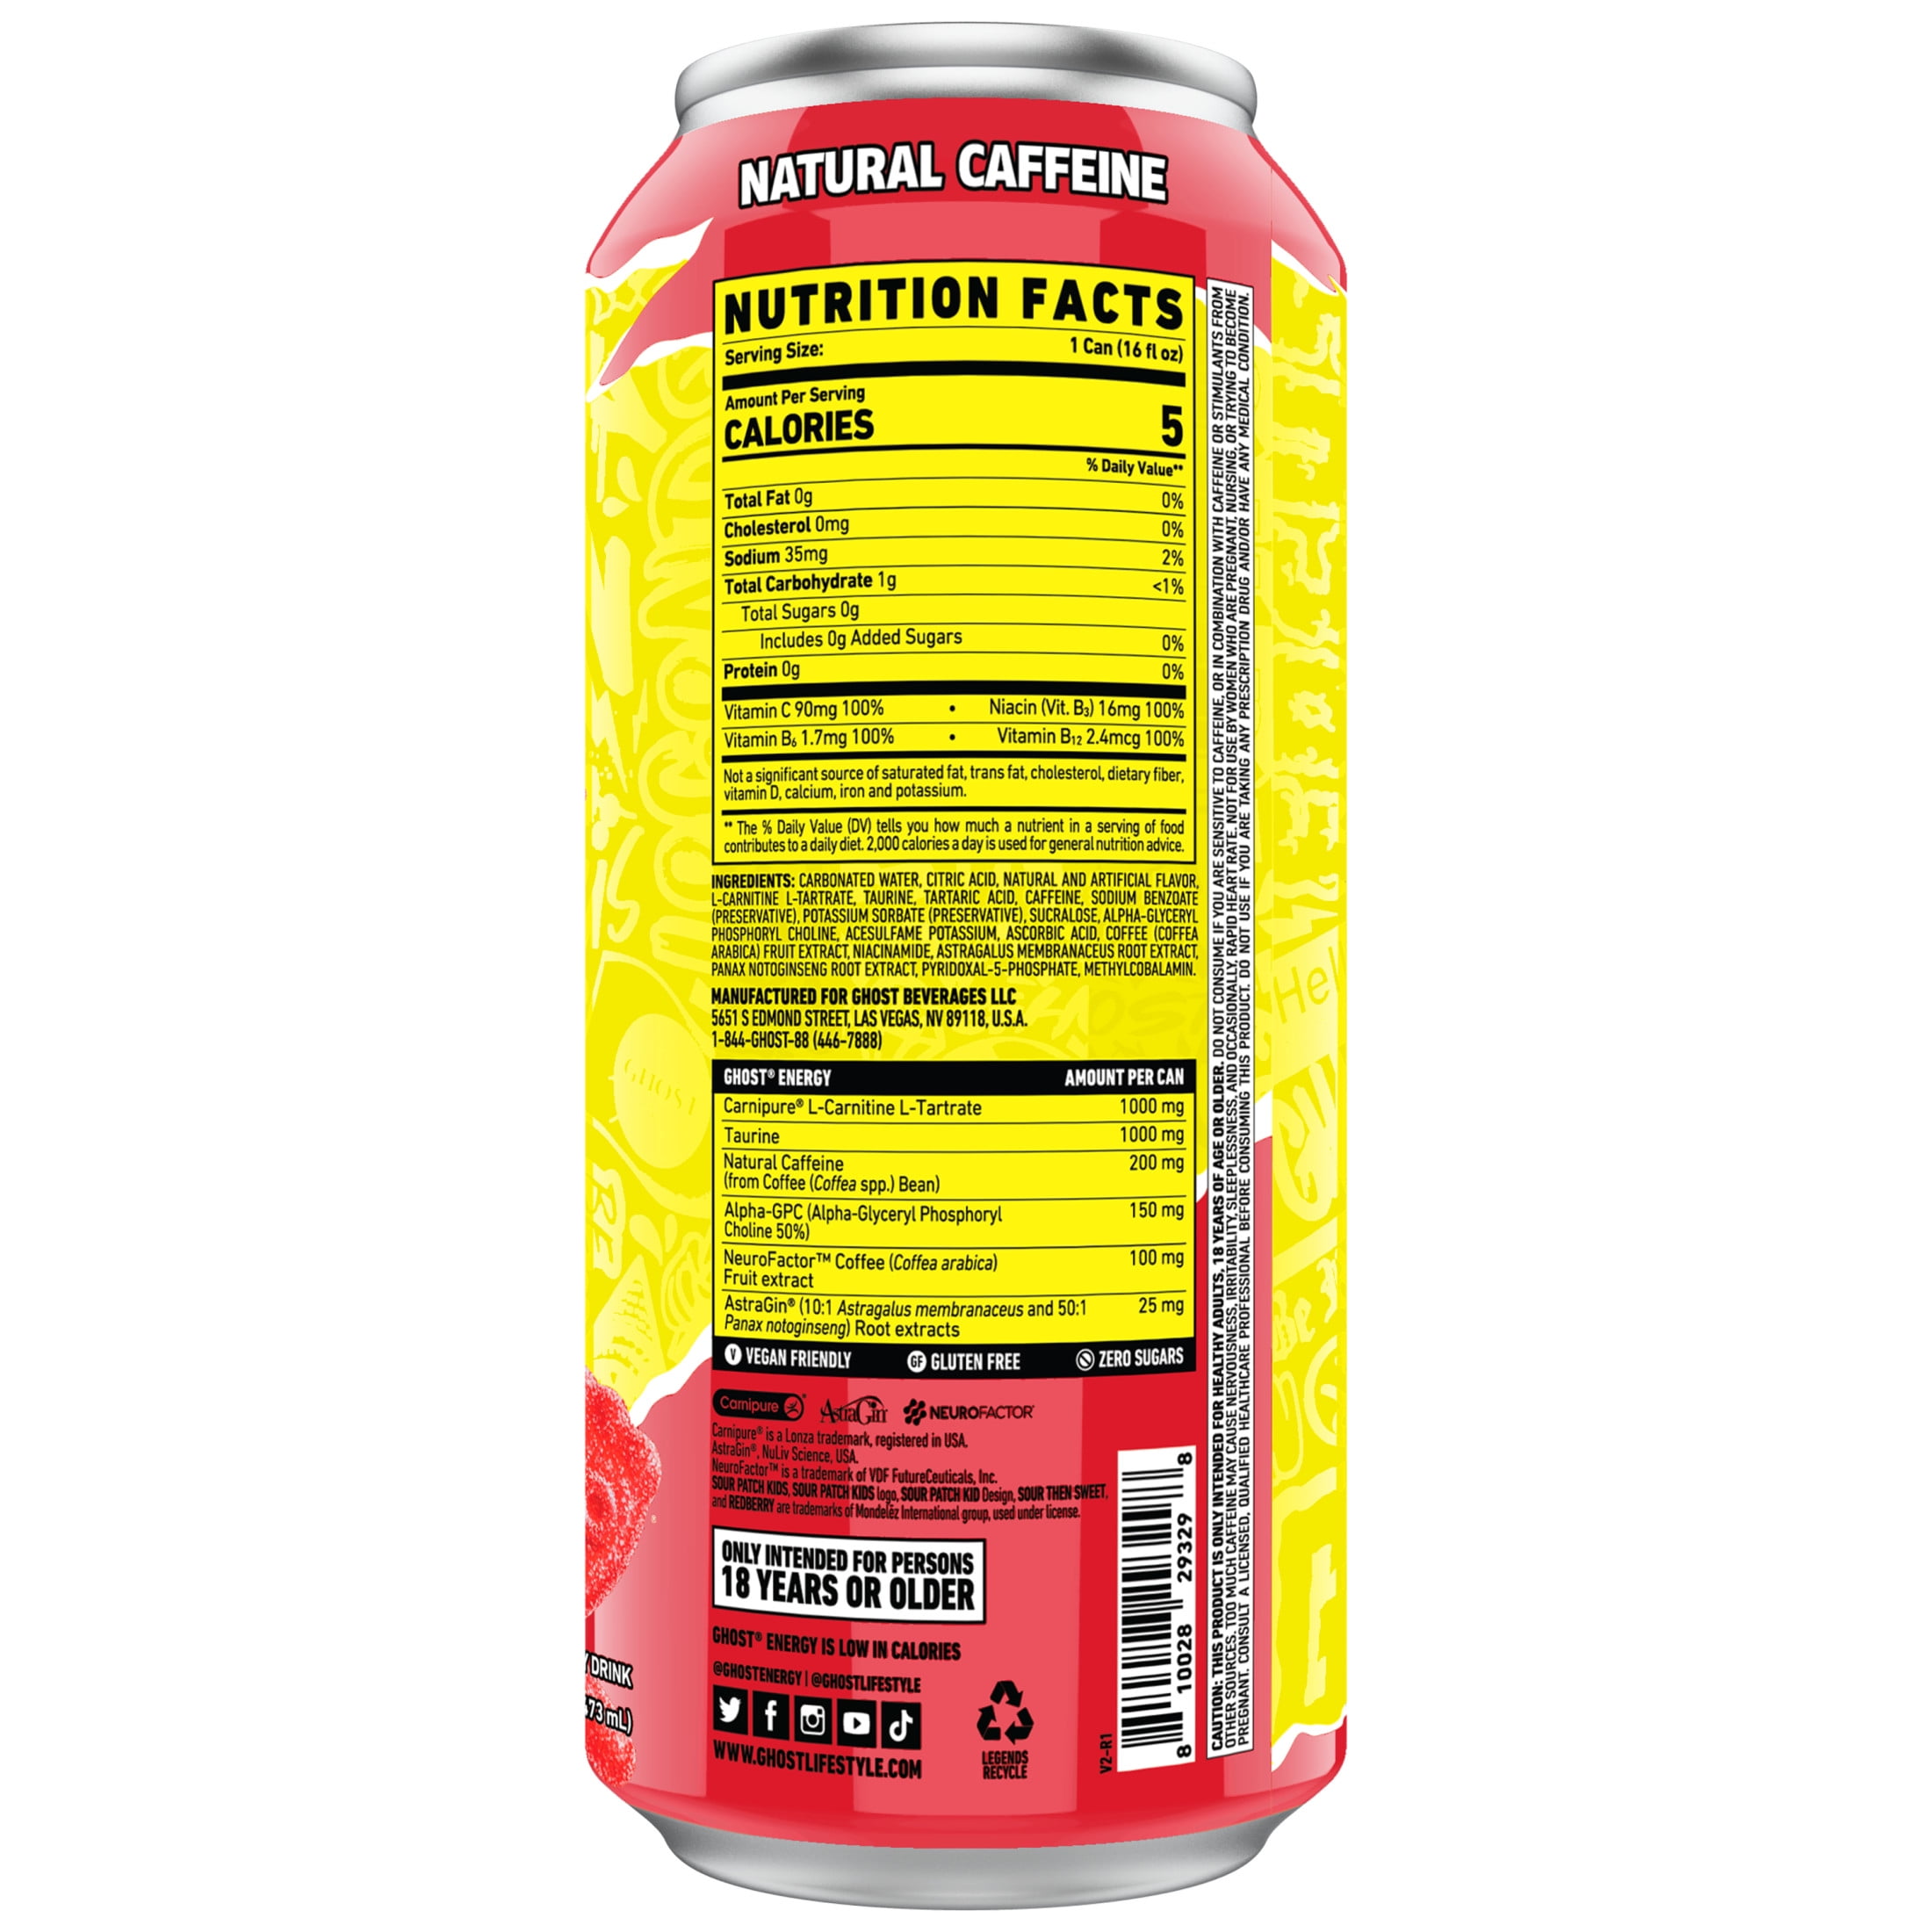 NATURAL CAFFEINE
NUTRITION FACTS
Serving Size: 1 Can (16 fl oz)
Amount Per Serving
CALORIES 5
% Daily Value**
Total Fat 0g 0%
Cholesterol 0mg 0%
Sodium 35mg 2%
Total Carbohydrate 1g <1%
Total Sugars 0g
Includes 0g Added Sugars 0%
Protein 0g 0%
Vitamin C 90mg 100% • Niacin (Vit. B₃) 16mg 100%
Vitamin B₆ 1.7mg 100% • Vitamin B₁₂ 2.4mcg 100%
Not a significant source of saturated fat, trans fat, cholesterol, dietary fiber,
vitamin D, calcium, iron and potassium.
** The % Daily Value (DV) tells you how much a nutrient in a serving of food
contributes to a daily diet. 2,000 calories a day is used for general nutrition advice.
INGREDIENTS: CARBONATED WATER, CITRIC ACID, NATURAL AND ARTIFICIAL FLAVOR,
L-CARNITINE L-TARTRATE, TAURINE, TARTARIC ACID, CAFFEINE, SODIUM BENZOATE
(PRESERVATIVE), POTASSIUM SORBATE (PRESERVATIVE), SUCRALOSE, ALPHA-GLYCERYL
PHOSPHORYL CHOLINE, ACESULFAME POTASSIUM, ASCORBIC ACID, COFFEE (COFFEA
ARABICA) FRUIT EXTRACT, NIACINAMIDE, ASTRAGALUS MEMBRANACEUS ROOT EXTRACT,
PANAX NOTOGINSENG ROOT EXTRACT, PYRIDOXAL-5-PHOSPHATE, METHYLCOBALAMIN.
MANUFACTURED FOR GHOST BEVERAGES LLC
5651 S EDMOND STREET, LAS VEGAS, NV 89118, U.S.A.
1-844-GHOST-88 (446-7888)
GHOST® ENERGY AMOUNT PER CAN
Carnipure® L-Carnitine L-Tartrate 1000 mg
Taurine 1000 mg
Natural Caffeine 200 mg
(from Coffee (Coffea spp.) Bean)
Alpha-GPC (Alpha-Glyceryl Phosphoryl 150 mg
Choline 50%)
NeuroFactor™ Coffee (Coffea arabica) 100 mg
Fruit extract
AstraGin® (10:1 Astragalus membranaceus and 50:1 25 mg
Panax notoginseng) Root extracts
V VEGAN FRIENDLY GF GLUTEN FREE ZERO SUGARS
Carnipure® AstraGin NEUROFACTOR
Carnipure® is a Lonza trademark, registered in USA.
AstraGin®, NuLiv Science, USA.
NeuroFactor™ is a trademark of VDF FutureCeuticals, Inc.
SOUR PATCH KIDS, SOUR PATCH KIDS logo, SOUR PATCH KID Design, SOUR THEN SWEET,
and REDBERRY are trademarks of Mondelēz International group, used under license.
ONLY INTENDED FOR PERSONS
18 YEARS OR OLDER
GHOST® ENERGY IS LOW IN CALORIES
@GHOSTENERGY | @GHOSTLIFESTYLE
WWW.GHOSTLIFESTYLE.COM
LEGENDS
RECYCLE
V2-R1
8 10028 29329 8
CAUTION: THIS PRODUCT IS ONLY INTENDED FOR HEALTHY ADULTS, 18 YEARS OF AGE OR OLDER. DO NOT CONSUME IF YOU ARE SENSITIVE TO CAFFEINE, OR IN COMBINATION WITH CAFFEINE OR STIMULANTS FROM
OTHER SOURCES. TOO MUCH CAFFEINE MAY CAUSE NERVOUSNESS, IRRITABILITY, SLEEPLESSNESS, AND OCCASIONALLY, RAPID HEART RATE. NOT FOR USE BY WOMEN WHO ARE PREGNANT, NURSING, OR TRYING TO BECOME
PREGNANT. CONSULT A LICENSED, QUALIFIED HEALTHCARE PROFESSIONAL BEFORE CONSUMING THIS PRODUCT. DO NOT USE IF YOU ARE TAKING ANY PRESCRIPTION DRUG AND/OR HAVE ANY MEDICAL CONDITION.
DRINK
73 mL)
GHOST